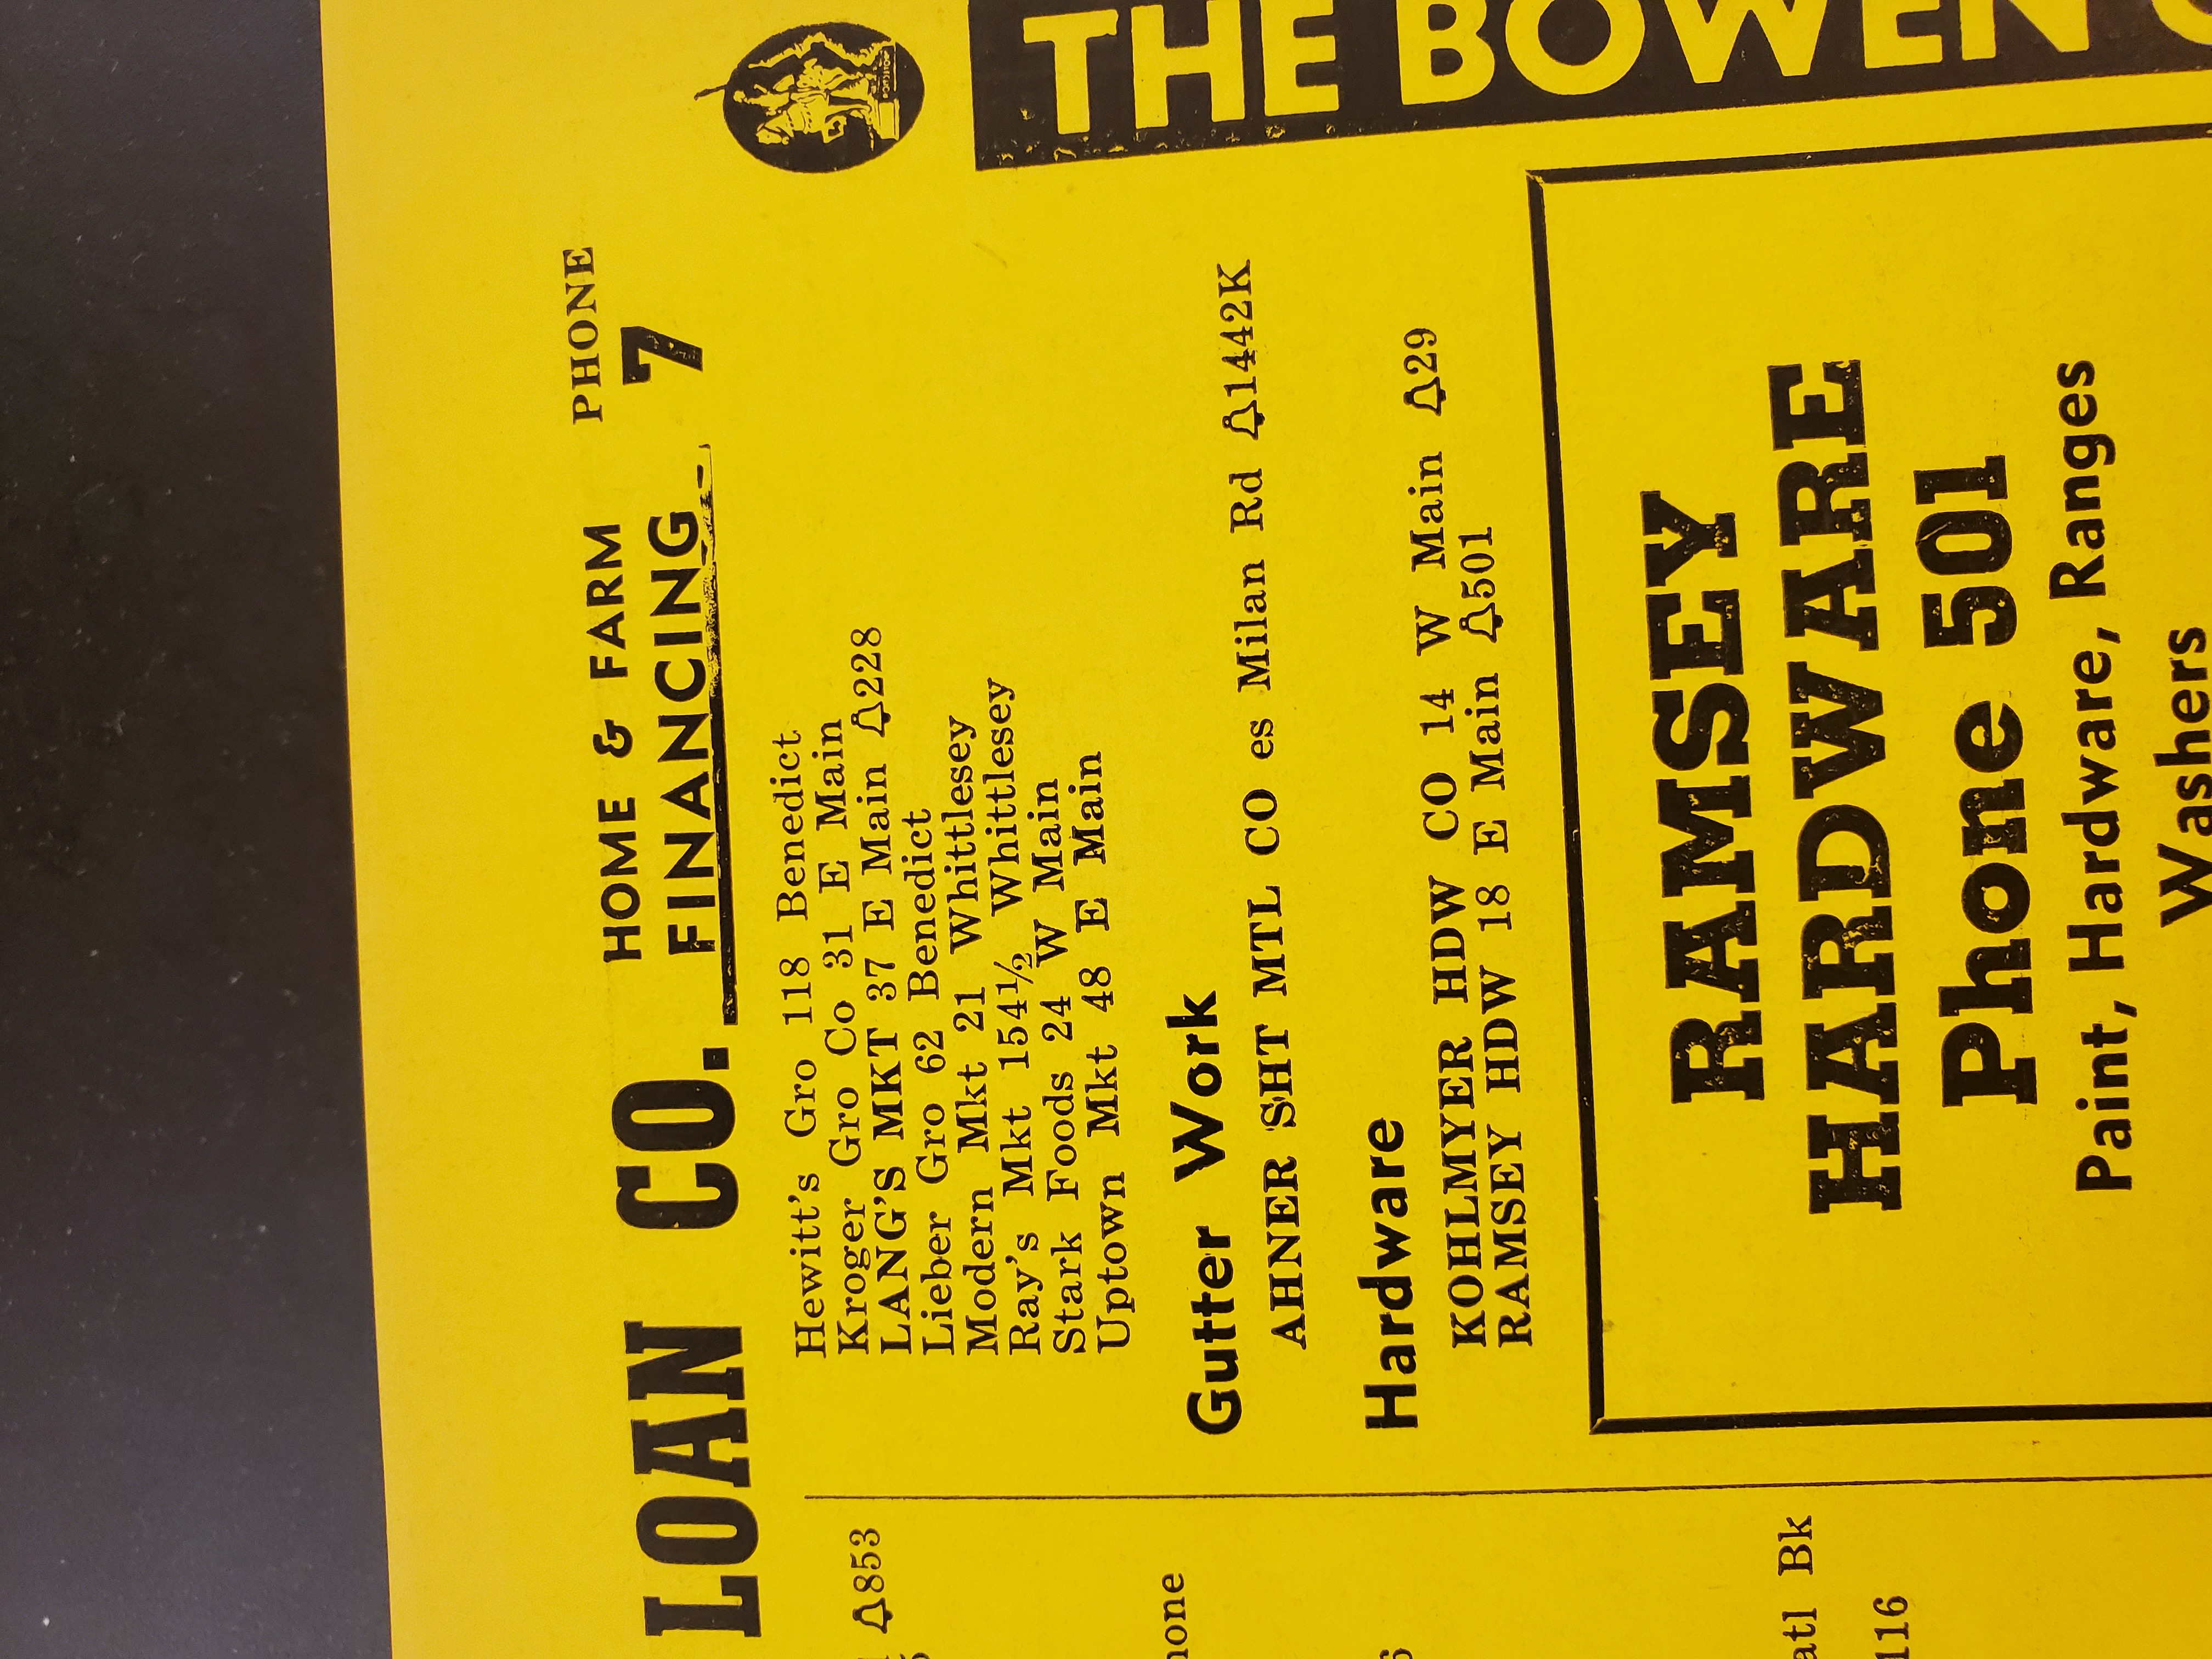 LOAN CO. HOME & FARM FINANCING PHONE 7
Hewitt's Gro 118 Benedict
Kroger Gro Co 31 E Main
LANG'S MKT 37 E Main 228
Lieber Gro 62 Benedict
Modern Mkt 21 Whittlesey
Ray's Mkt 154½ Whittlesey
Stark Foods 24 W Main
Uptown Mkt 48 E Main
Gutter Work
AHNER SHT MTL CO es Milan Rd 1442K
Hardware
KOHLMYER HDW CO 14 W Main 29
RAMSEY HDW 18 E Main 501
RAMSEY
HARDWARE
Phone 501
Paint, Hardware, Ranges
Washers
THE BOWEN
853
Bk
116